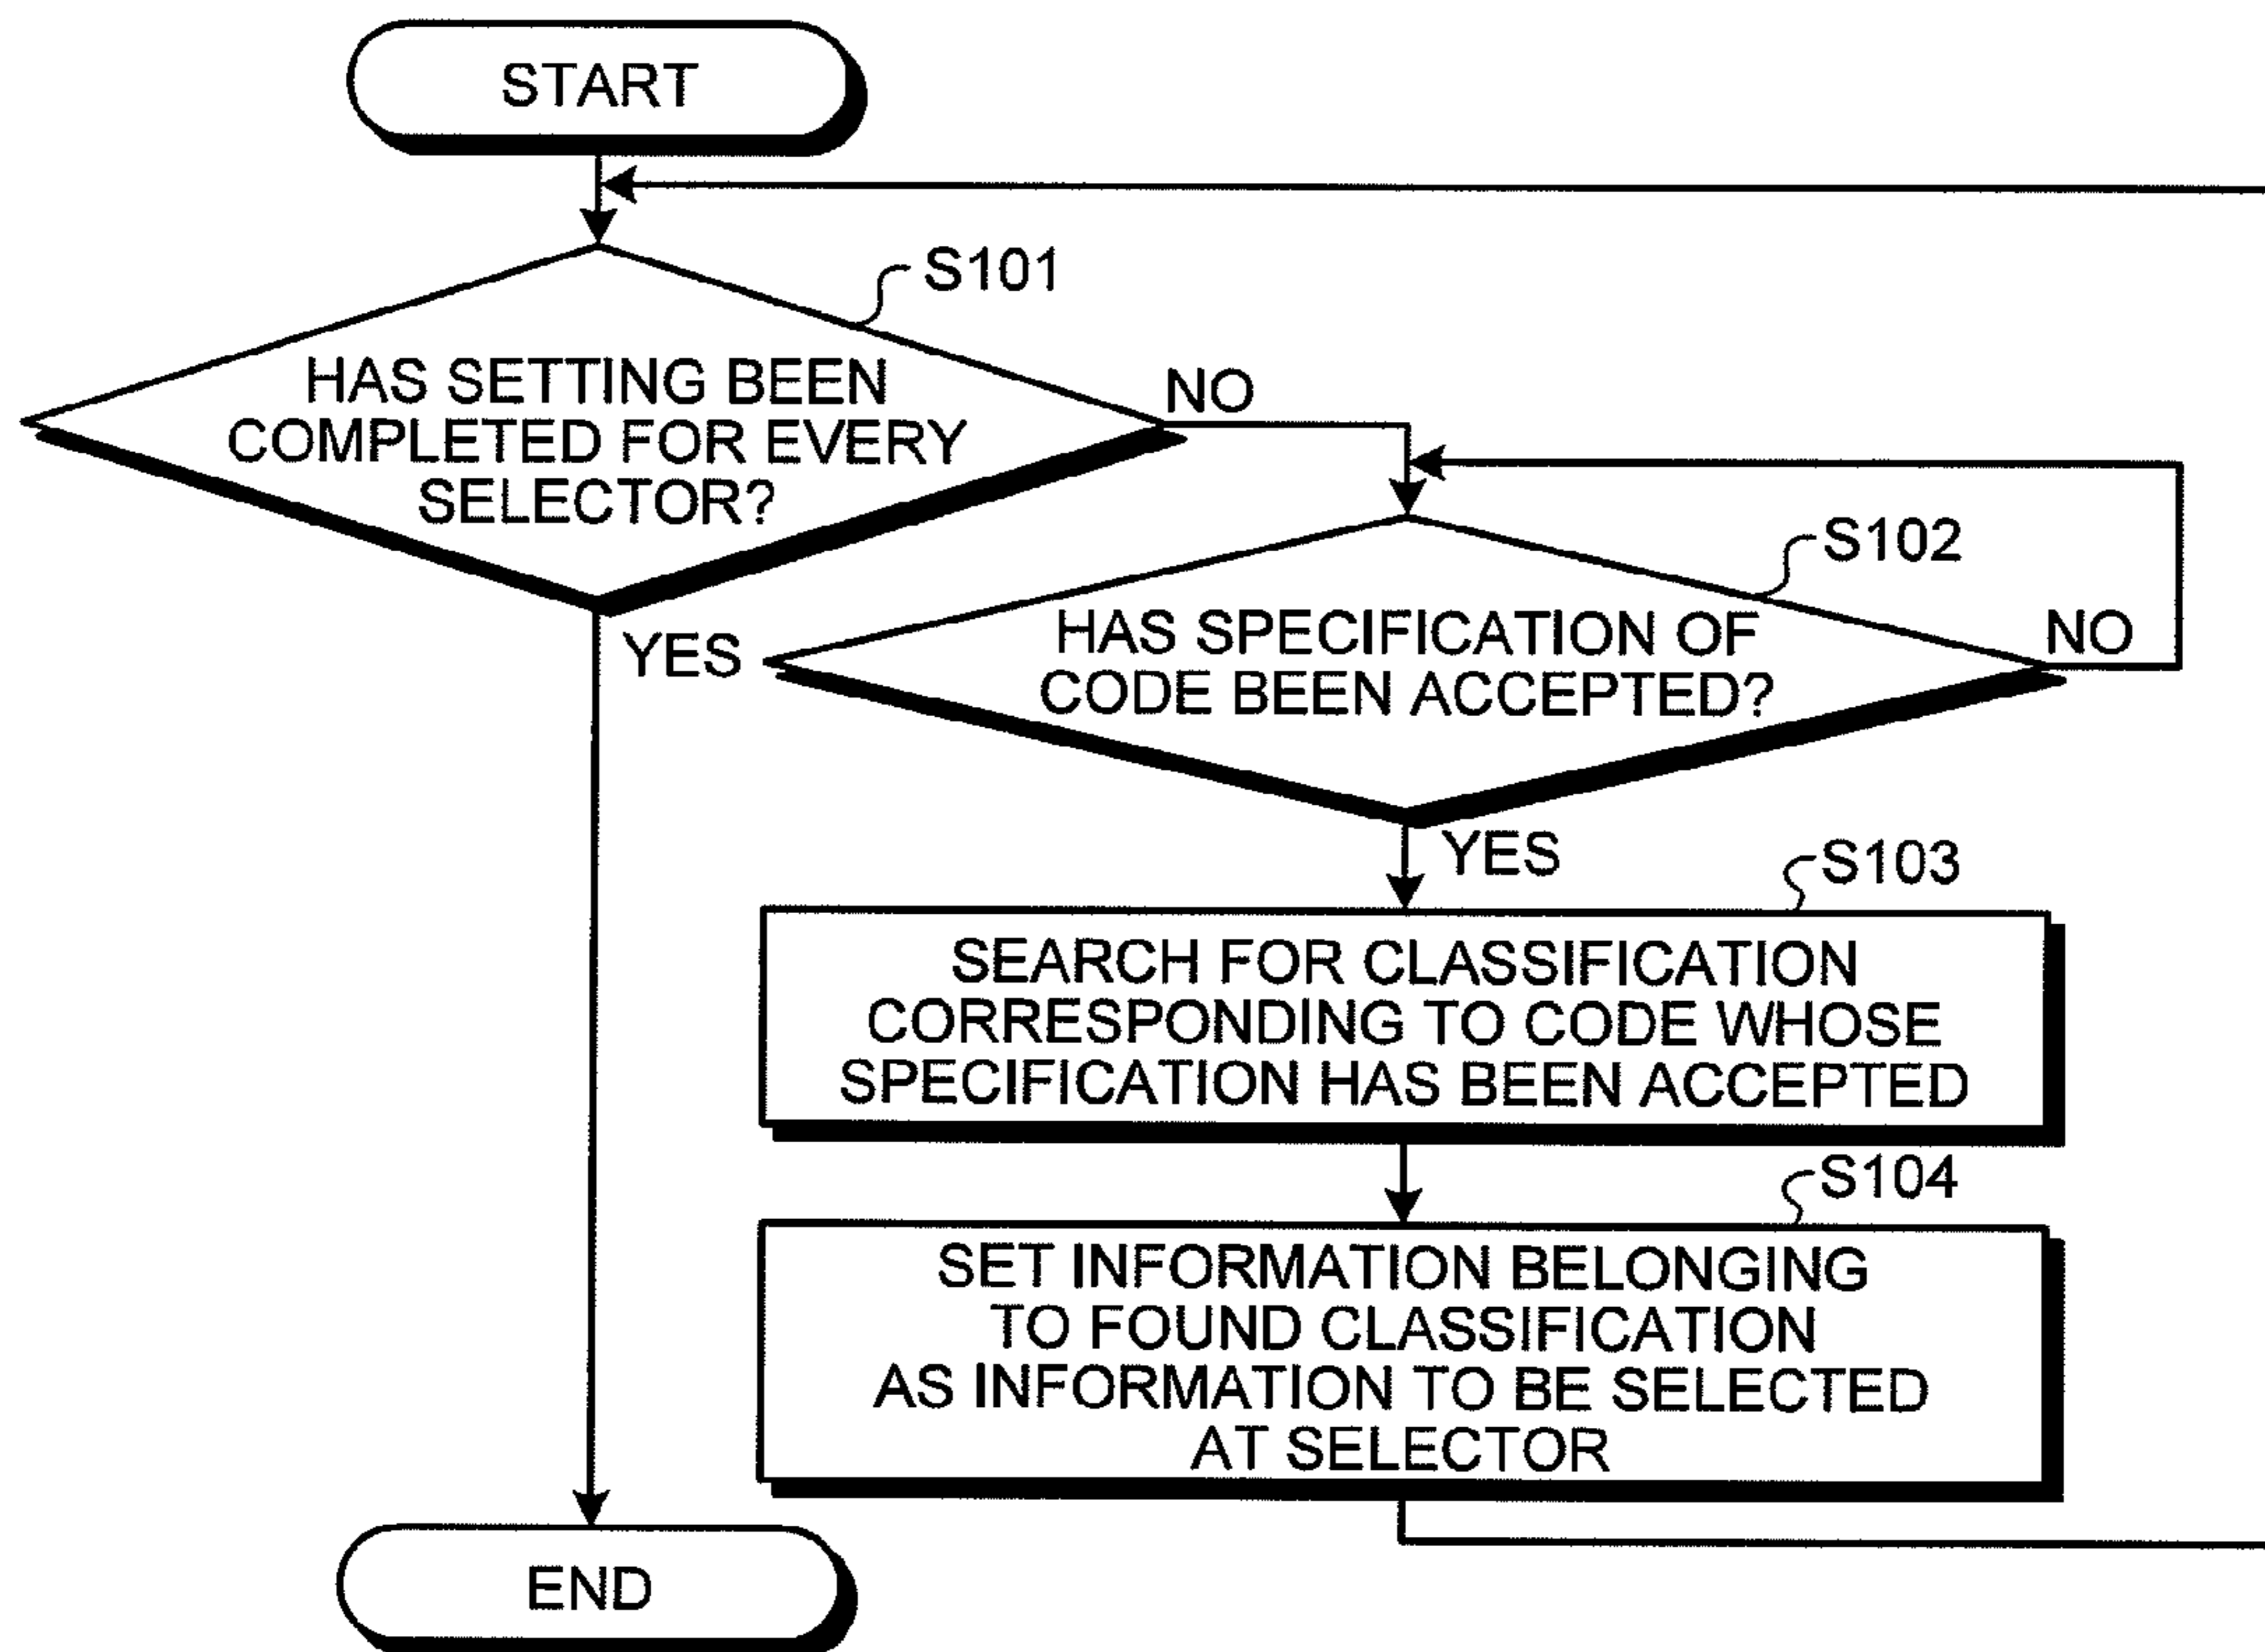 START
S101
HAS SETTING BEEN
COMPLETED FOR EVERY
SELECTOR?
NO
YES
S102
HAS SPECIFICATION OF
CODE BEEN ACCEPTED?
NO
YES
S103
SEARCH FOR CLASSIFICATION
CORRESPONDING TO CODE WHOSE
SPECIFICATION HAS BEEN ACCEPTED
S104
SET INFORMATION BELONGING
TO FOUND CLASSIFICATION
AS INFORMATION TO BE SELECTED
AT SELECTOR
END